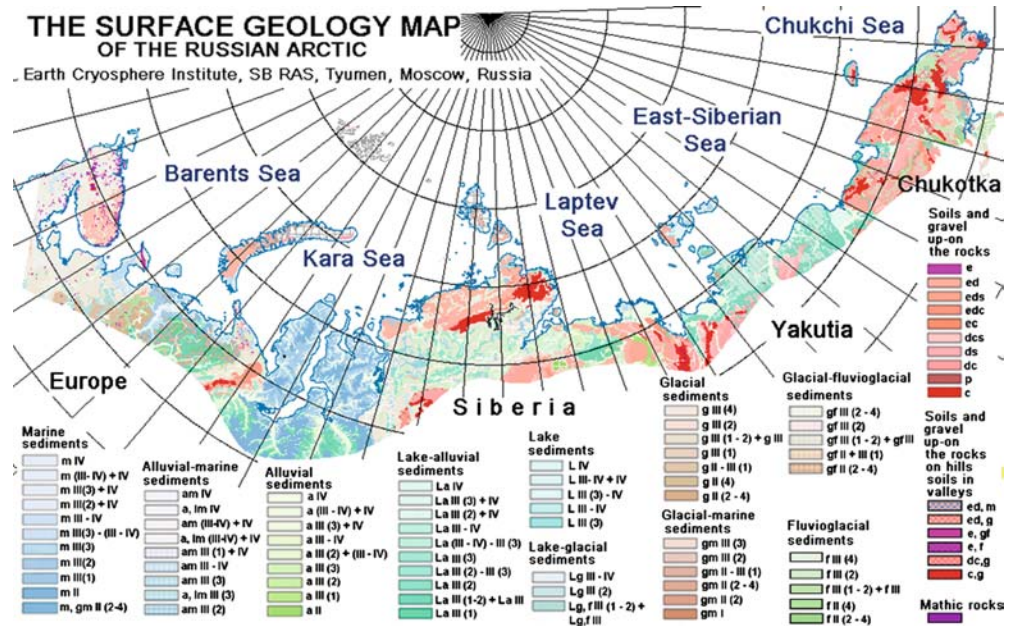 THE SURFACE GEOLOGY MAP
OF THE RUSSIAN ARCTIC
Earth Cryosphere Institute, SB RAS, Tyumen, Moscow, Russia
Chukchi Sea
East-Siberian
Sea
Barents Sea
Laptev
Sea
Kara Sea
Chukotka
Yakutia
Europe
Siberia
Marine
sediments
m IV
m (III- IV) + IV
m III(3) + IV
m III(2) + IV
m III - IV
m III(3) - (III - IV)
m III(3)
m III(2)
m III(1)
m II
m, gm II (2-4)
Alluvial-marine
sediments
am IV
a, lm IV
am (III-IV) + IV
a, lm (III-IV) + IV
am III (1) + IV
am III - IV
am III (3)
a, lm III (3)
am III (2)
Alluvial
sediments
a IV
a (III - IV) + IV
a III (3) + IV
a III - IV
a III (2) + (III - IV)
a III (3)
a III (2)
a III (1)
a II
Lake-alluvial
sediments
La IV
La III (3) + IV
La III (2) + IV
La III - IV
La (III - IV) - III (3)
La III (3)
La III (2) - III (3)
La III (2)
La III (1-2) + La III
La III (1)
Lake
sediments
L IV
L III- IV + IV
L III (3) - IV
L III - IV
L III (3)
Lake-glacial
sediments
Lg III - IV
Lg III (2)
Lg, f III (1 - 2) +
Lg,f III
Glacial
sediments
g III (4)
g III (2)
g III (1 - 2) + g III
g III (1)
g II - III (1)
g II (4)
g II (2 - 4)
Glacial-marine
sediments
gm III (3)
gm III (2)
gm II - III (1)
gm II (2 - 4)
gm II (2)
gm I
Glacial-fluvioglacial
sediments
gf III (2 - 4)
gf III (2)
gf III (1 - 2) + gf III
gf II + III (1)
gf II (2 - 4)
Fluvioglacial
sediments
f III (4)
f III (2)
f III (1 - 2) + f III
f II (4)
f II (2 - 4)
Soils and
gravel
up-on
the rocks
e
ed
eds
edc
ec
dcs
ds
dc
p
c
Soils and
gravel
up-on
the rocks
on hills
soils in
valleys
ed, m
ed, g
e, gf
e, f
dc,g
c,g
Mathic rocks